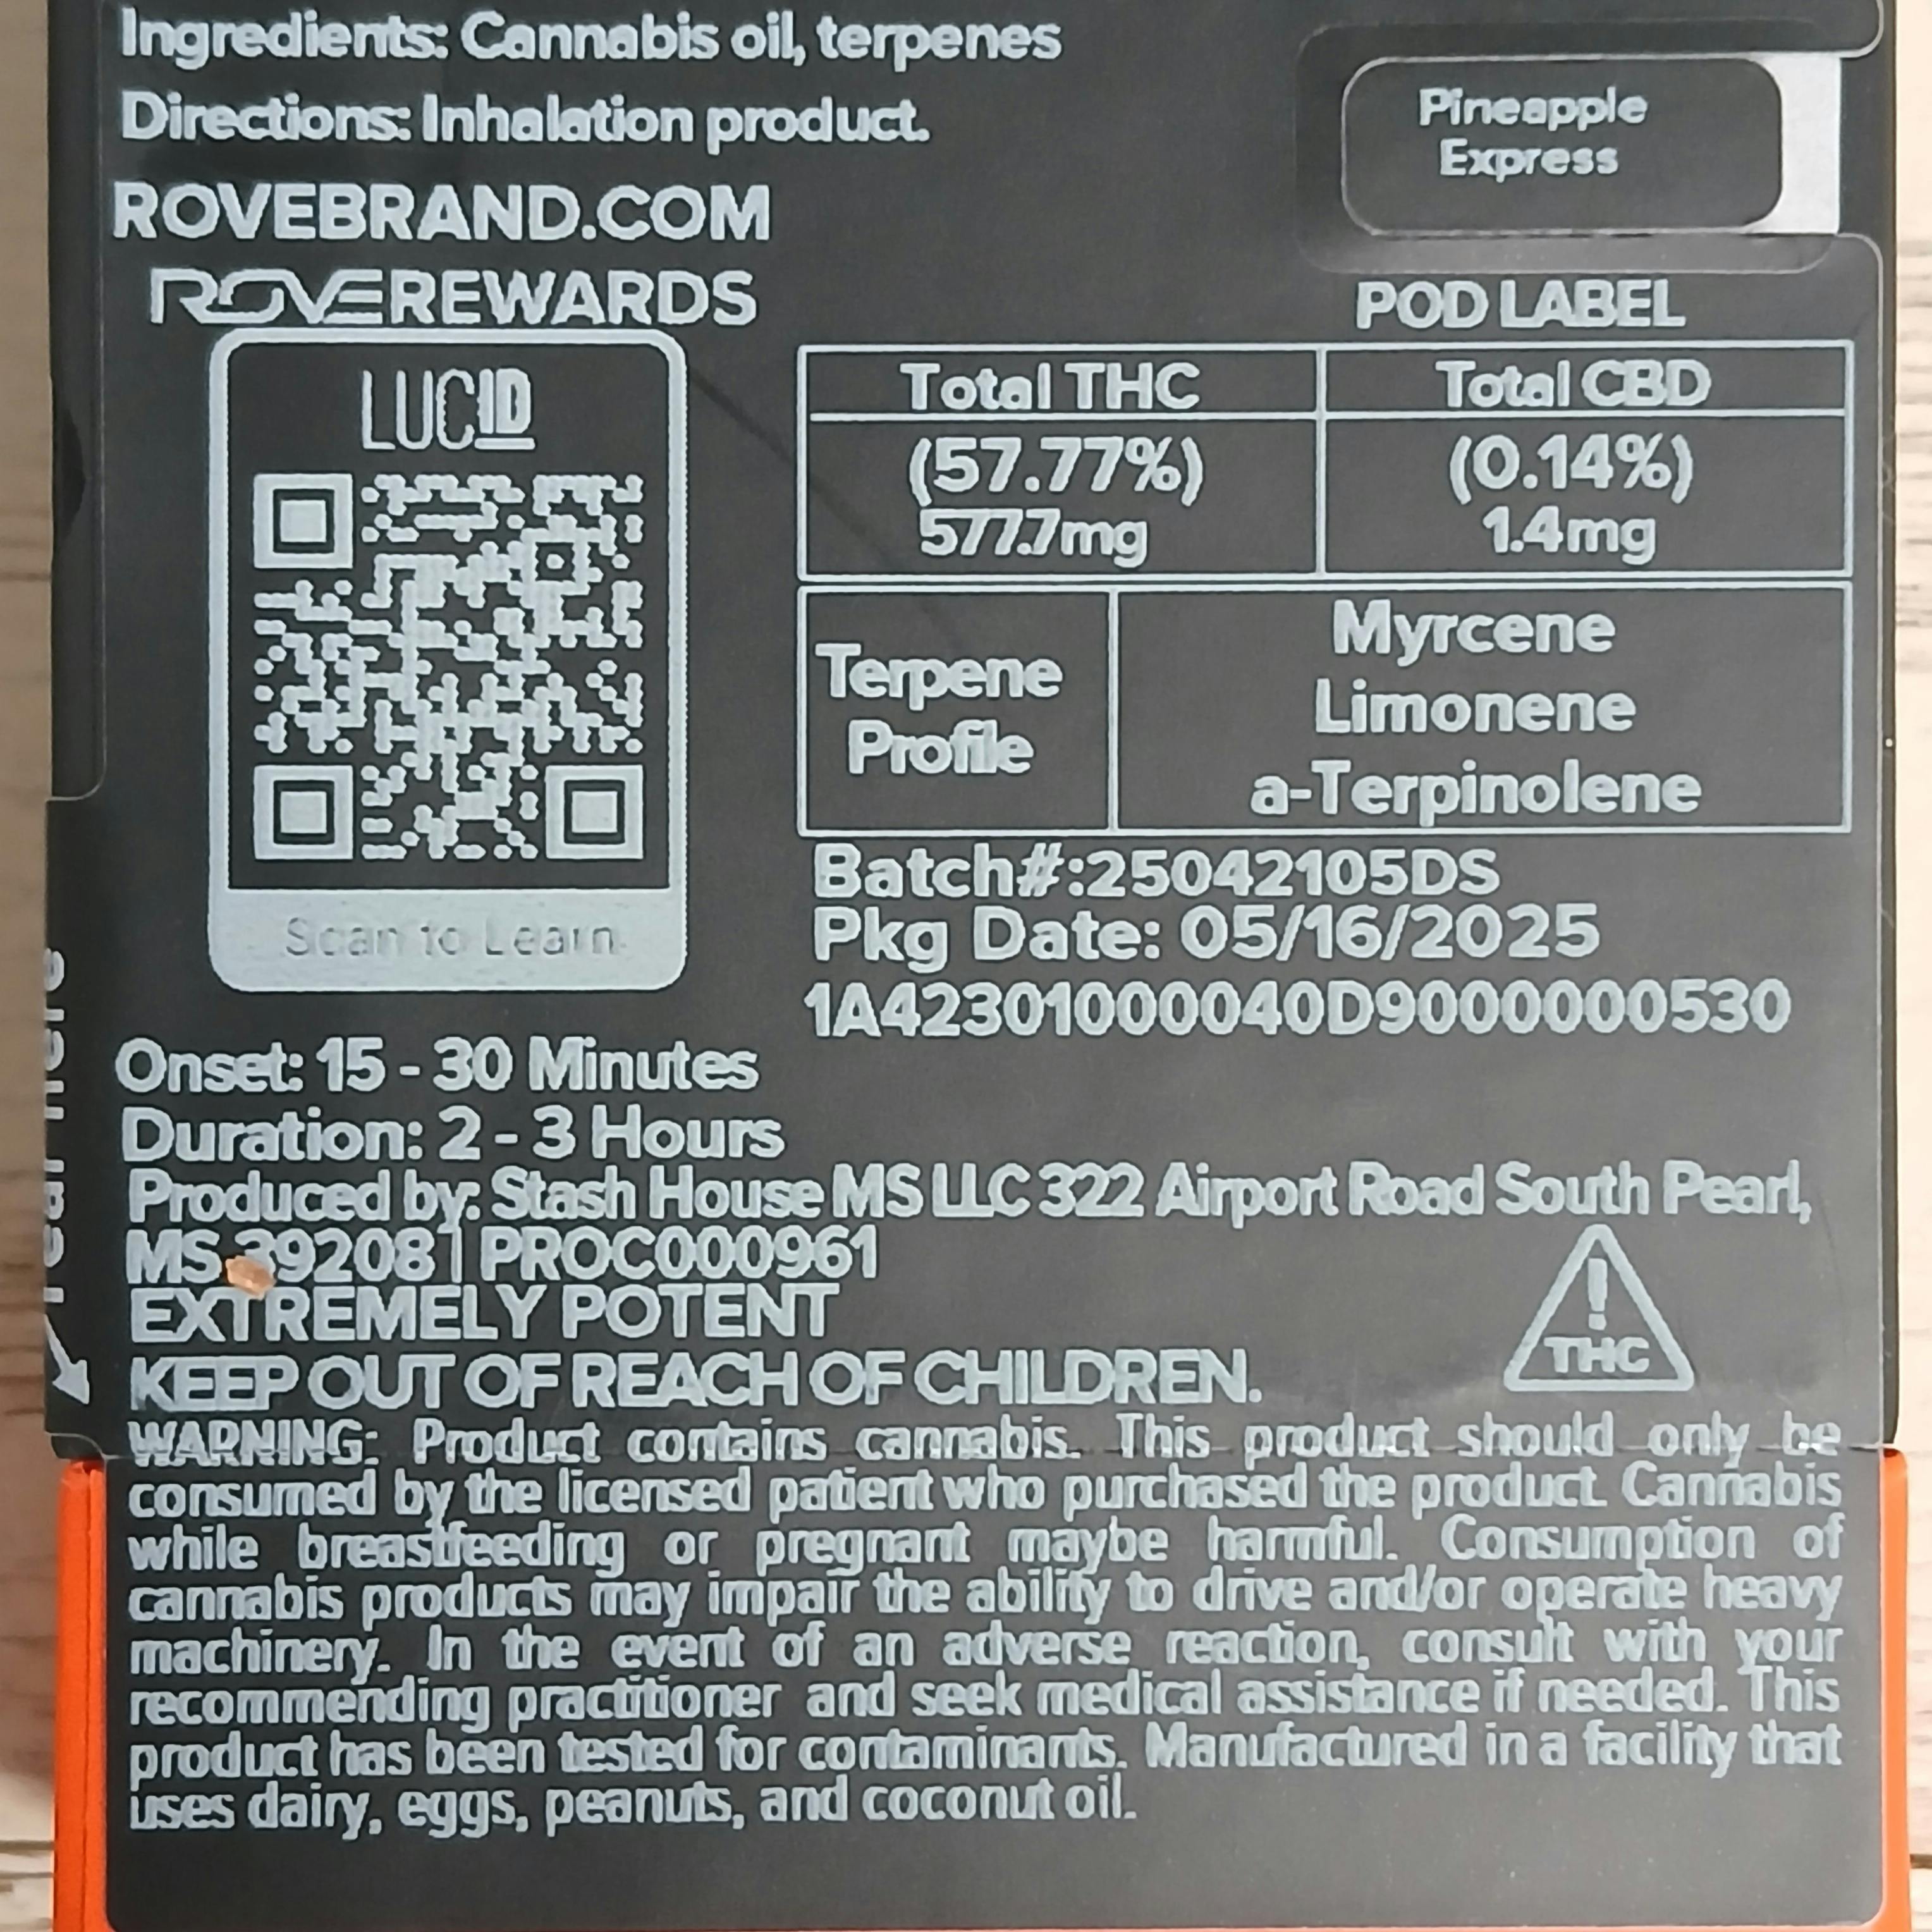 Ingredients: Cannabis oil, terpenes
Directions: Inhalation product.
Pineapple
Express
ROVEBRAND.COM
ROVE REWARDS
POD LABEL
LUCID
Scan to Learn
Total THC Total CBD
(57.77%) (0.14%)
577.7mg 1.4mg
Terpene
Profile
Myrcene
Limonene
a-Terpinolene
Batch#:25042105DS
Pkg Date: 05/16/2025
1A42301000040D9000000530
Tear here
Onset: 15 - 30 Minutes
Duration: 2 - 3 Hours
Produced by: Stash House MS LLC 322 Airport Road South Pearl,
MS 39208 | PROC000961
EXTREMELY POTENT
KEEP OUT OF REACH OF CHILDREN.
!
THC
WARNING: Product contains cannabis. This product should only be
consumed by the licensed patient who purchased the product. Cannabis
while breastfeeding or pregnant maybe harmful. Consumption of
cannabis products may impair the ability to drive and/or operate heavy
machinery. In the event of an adverse reaction, consult with your
recommending practitioner and seek medical assistance if needed. This
product has been tested for contaminants. Manufactured in a facility that
uses dairy, eggs, peanuts, and coconut oil.